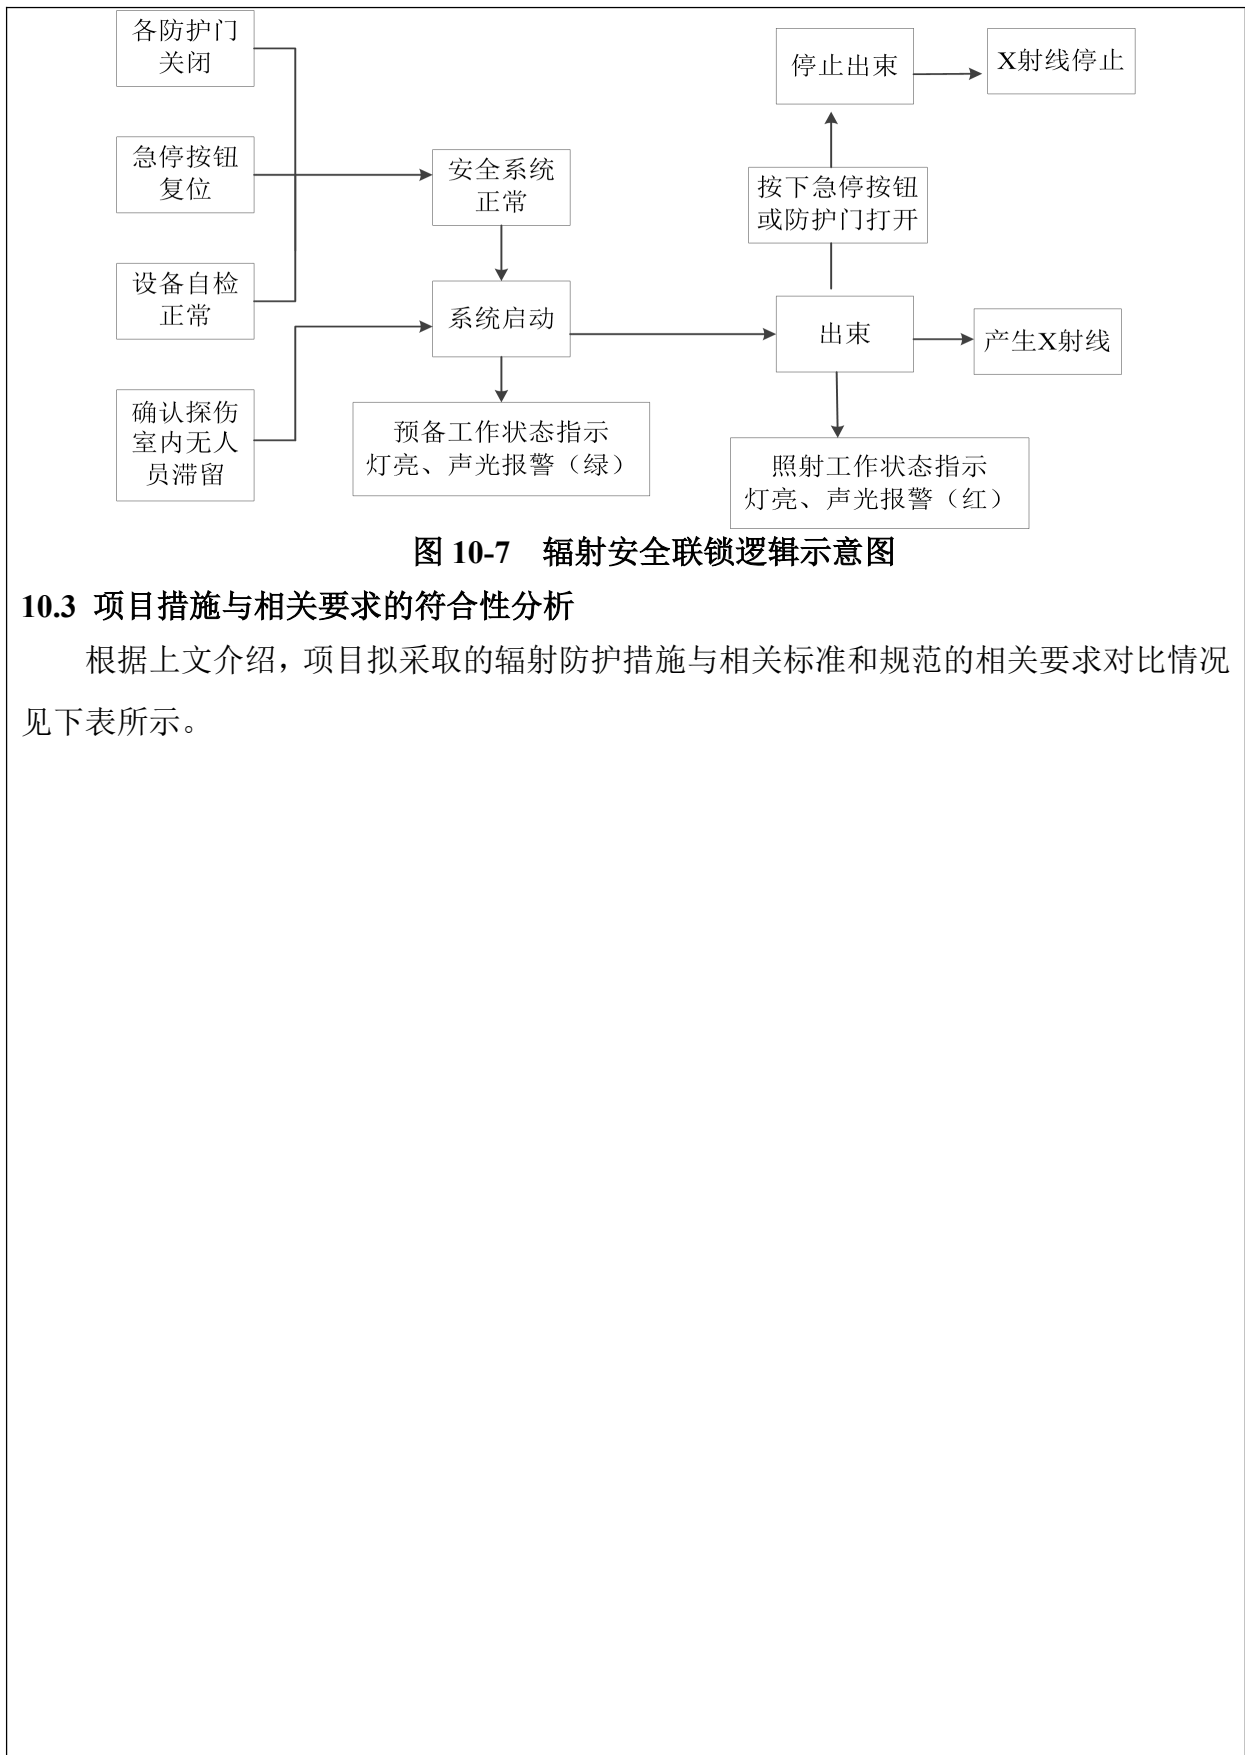 各防护门
关闭
急停按钮
复位
设备自检
正常
确认探伤
室内无人
员滞留
安全系统
正常
系统启动
预备工作状态指示
灯亮、声光报警（绿）
停止出束
X射线停止
按下急停按钮
或防护门打开
出束
产生X射线
照射工作状态指示
灯亮、声光报警（红）
图 10-7 辐射安全联锁逻辑示意图
10.3 项目措施与相关要求的符合性分析
根据上文介绍，项目拟采取的辐射防护措施与相关标准和规范的相关要求对比情况
见下表所示。